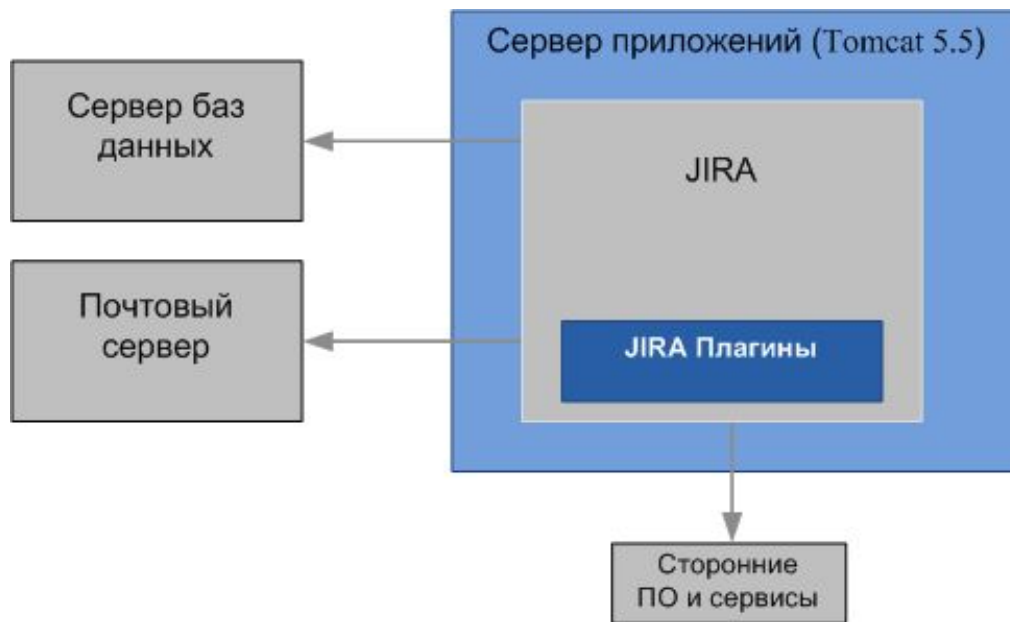 Сервер приложений (Tomcat 5.5)
Сервер баз
данных
JIRA
Почтовый
сервер
JIRA Плагины
Сторонние
ПО и сервисы